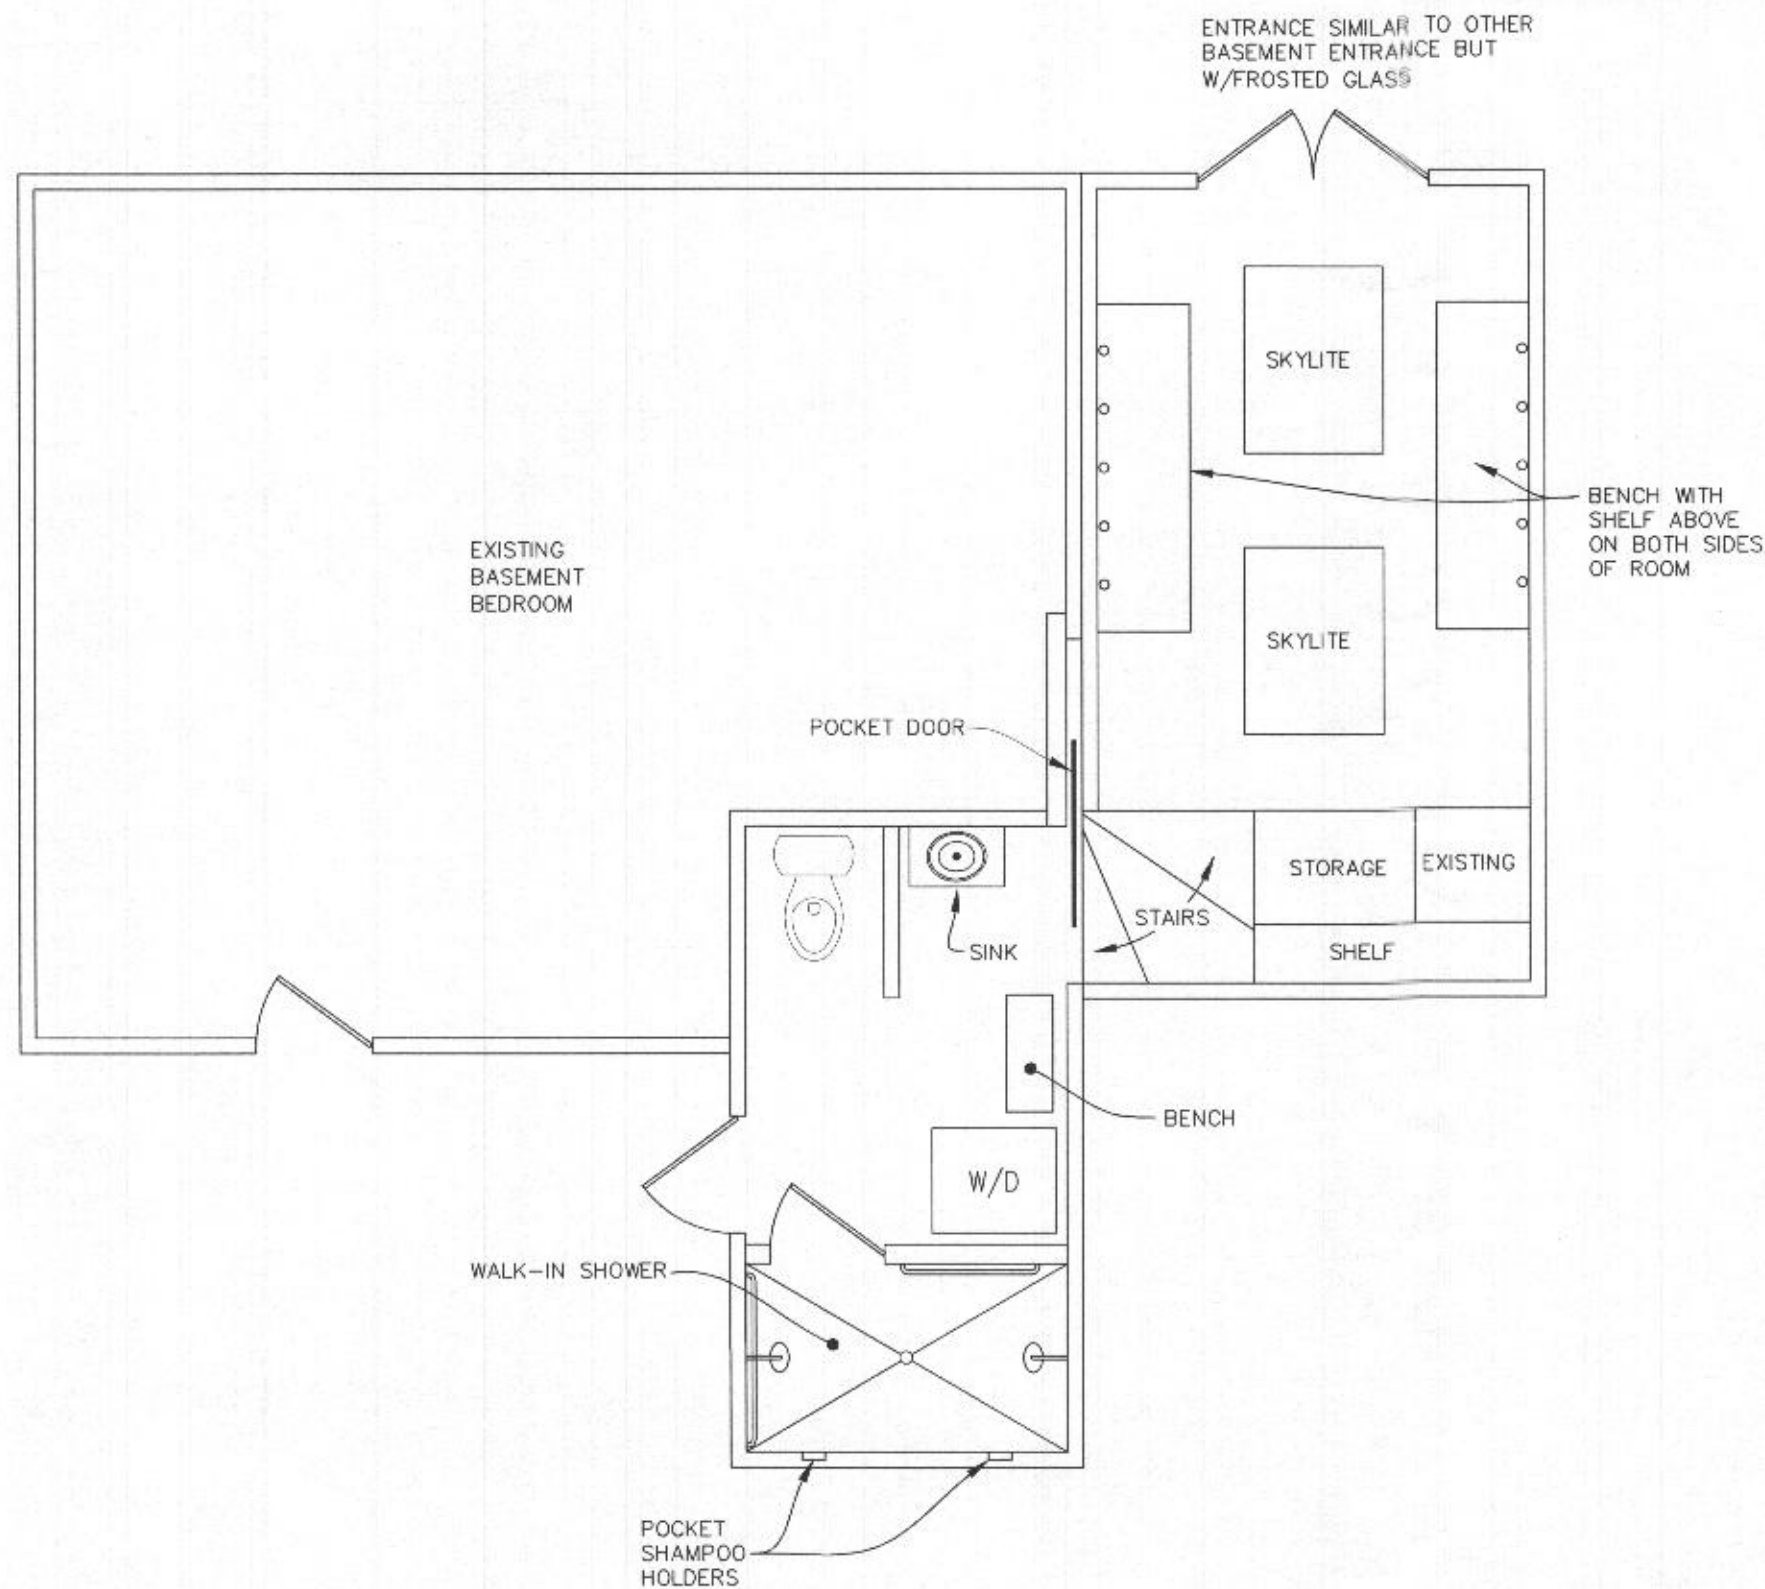 ENTRANCE SIMILAR TO OTHER
BASEMENT ENTRANCE BUT
W/FROSTED GLASS
SKYLITE
BENCH WITH
SHELF ABOVE
ON BOTH SIDES
OF ROOM
EXISTING
BASEMENT
BEDROOM
SKYLITE
POCKET DOOR
STORAGE
EXISTING
STAIRS
SINK
SHELF
BENCH
W/D
WALK-IN SHOWER
POCKET
SHAMPOO
HOLDERS